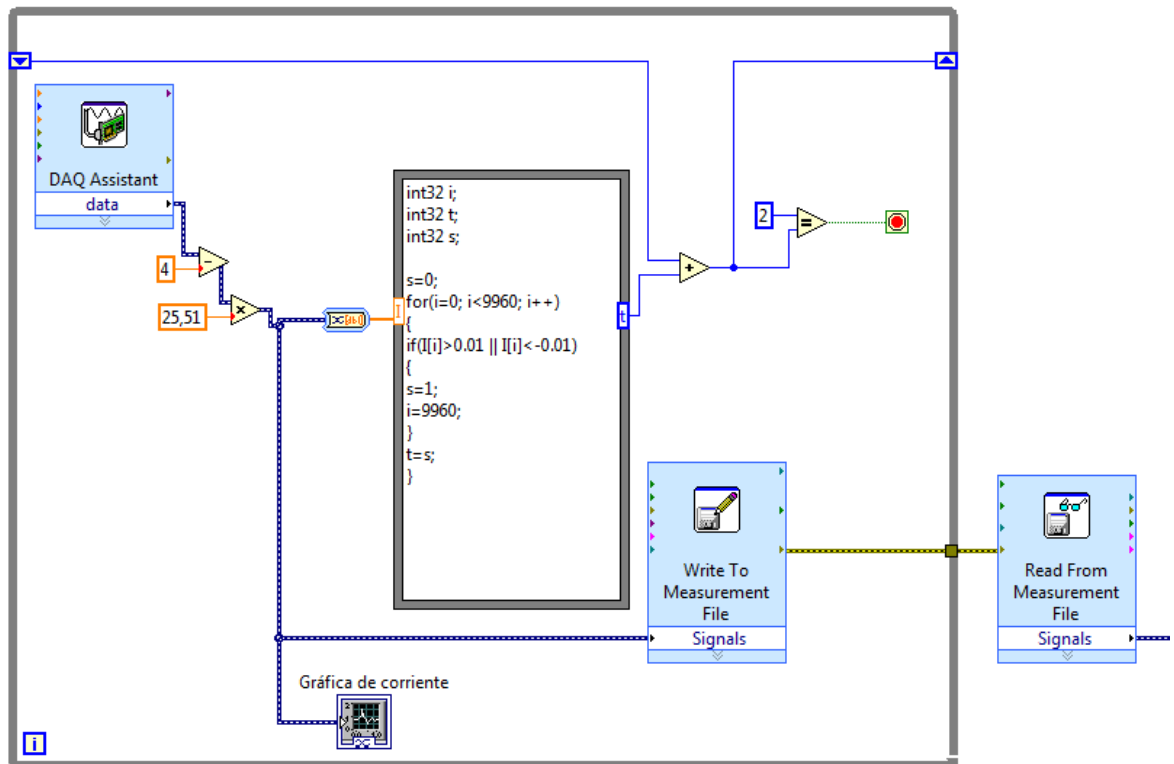 DAQ Assistant
data
4
25,51
I
int32 i;
int32 t;
int32 s;
s=0;
for(i=0; i<9960; i++)
{
if(I[i]>0.01 || I[i]<-0.01)
{
s=1;
i=9960;
}
t=s;
}
t
2
=
Write To
Measurement
File
Signals
Read From
Measurement
File
Signals
Gráfica de corriente
i